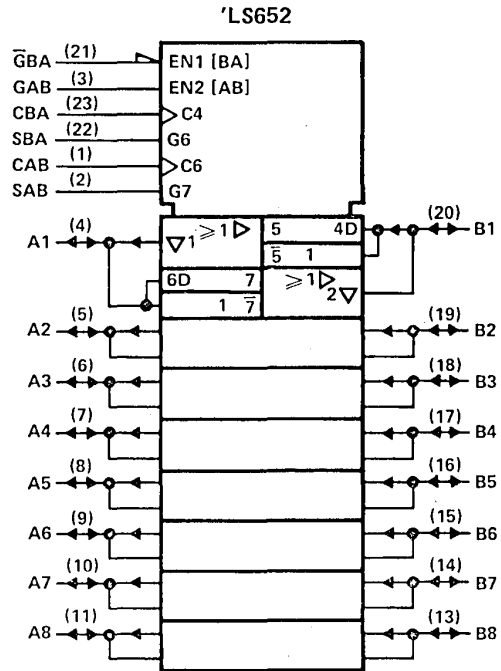 'LS652
G̅BA (21) EN1 [BA]
GAB (3) EN2 [AB]
CBA (23) C4
SBA (22) G6
CAB (1) C6
SAB (2) G7
A1 (4) ▽1 ⩾1 ▷ 5 4D (20) B1
5̅ 1
6D 7 ⩾1 ▷
1 7̅ 2▽
A2 (5) (19) B2
A3 (6) (18) B3
A4 (7) (17) B4
A5 (8) (16) B5
A6 (9) (15) B6
A7 (10) (14) B7
A8 (11) (13) B8